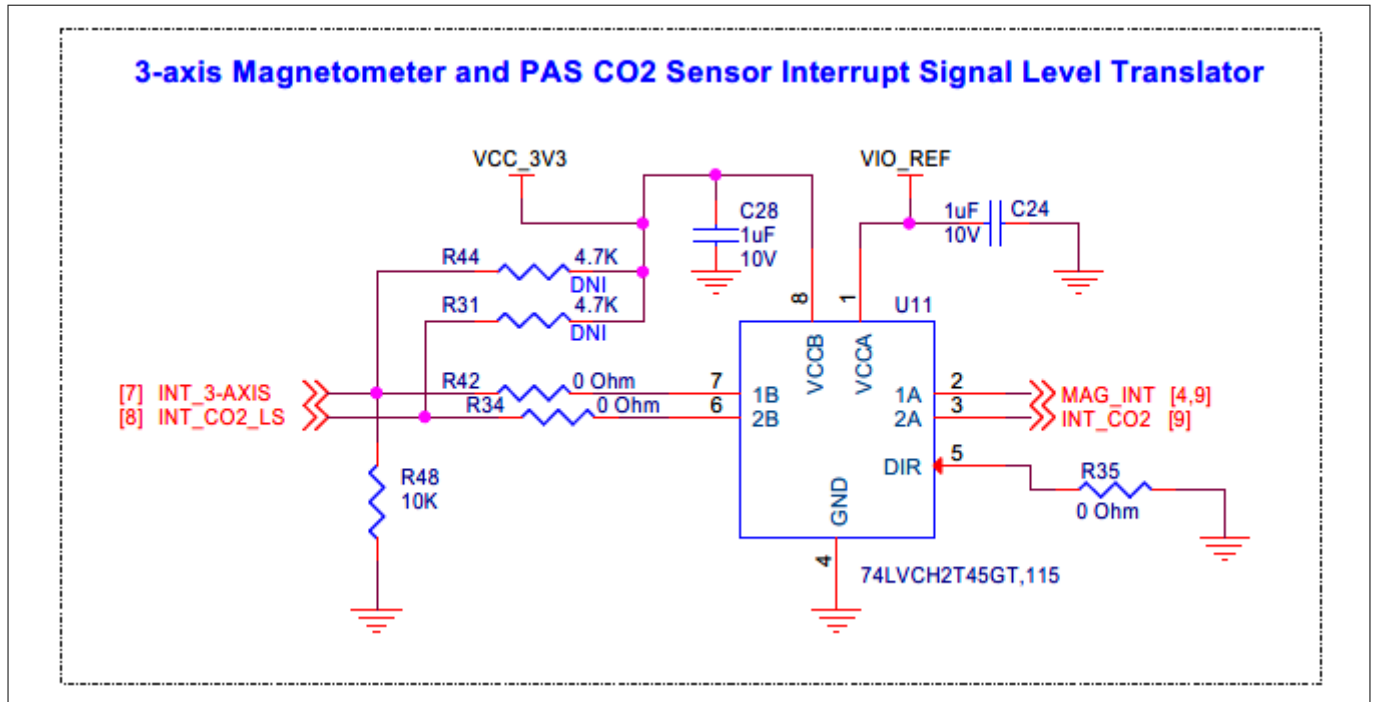 3-axis Magnetometer and PAS CO2 Sensor Interrupt Signal Level Translator
VCC_3V3
VIO_REF
C28
1uF
10V
1uF
10V
C24
R44
4.7K
DNI
R31
4.7K
DNI
8
1
U11
VCCB
VCCA
[7] INT_3-AXIS
R42
0 Ohm
7
1B
1A
2
MAG_INT [4,9]
[8] INT_CO2_LS
R34
0 Ohm
6
2B
2A
3
INT_CO2 [9]
DIR
5
R35
0 Ohm
R48
10K
GND
4
74LVCH2T45GT,115